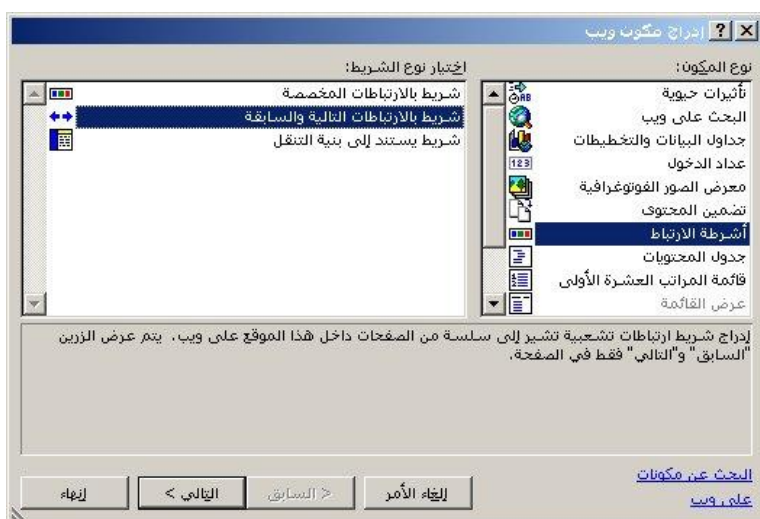 إدراج مكون ويب
نوع المكون:
تأثيرات حيوية
البحث على ويب
جداول البيانات والتخطيطات
عداد الدخول
معرض الصور الفوتوغرافية
تضمين المحتوى
أشرطة الارتباط
جدول المحتويات
قائمة المراتب العشرة الأولى
عرض القائمة
اختيار نوع الشريط:
شريط بالارتباطات المخصصة
شريط بالارتباطات التالية والسابقة
شريط يستند إلى بنية التنقل
إدراج شريط ارتباطات تشعبية تشير إلى سلسة من الصفحات داخل هذا الموقع على ويب. يتم عرض الزرين
"السابق" و"التالي" فقط في الصفحة.
البحث عن مكونات
على ويب
إلغاء الأمر
< السابق
التالي >
إنهاء